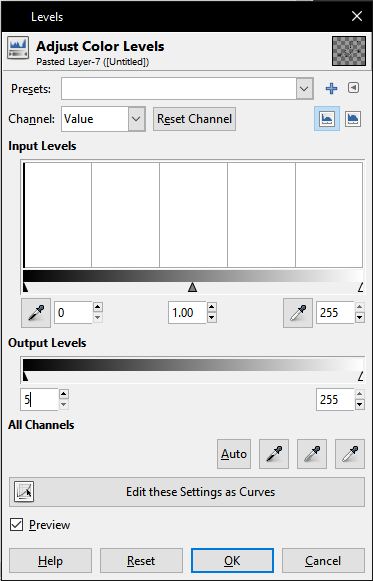 Levels
Adjust Color Levels
Pasted Layer-7 ([Untitled])
Presets:
Channel: Value Reset Channel
Input Levels
0 1.00 255
Output Levels
5 255
All Channels
Auto
Edit these Settings as Curves
Preview
Help Reset OK Cancel